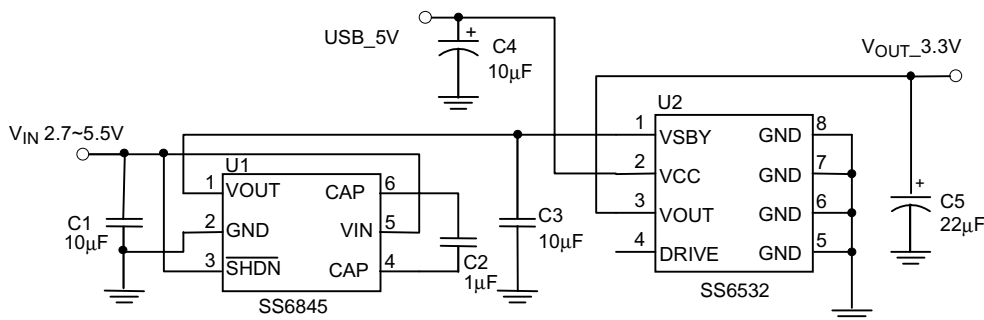 USB_5V
+
C4
10μF
VOUT_3.3V
U2
VIN 2.7~5.5V
1
VSBY
GND
8
2
VCC
GND
7
3
VOUT
GND
6
4
DRIVE
GND
5
SS6532
U1
1
VOUT
CAP
6
2
GND
VIN
5
3
SHDN
CAP
4
SS6845
C1
10μF
C2
1μF
C3
10μF
+
C5
22μF